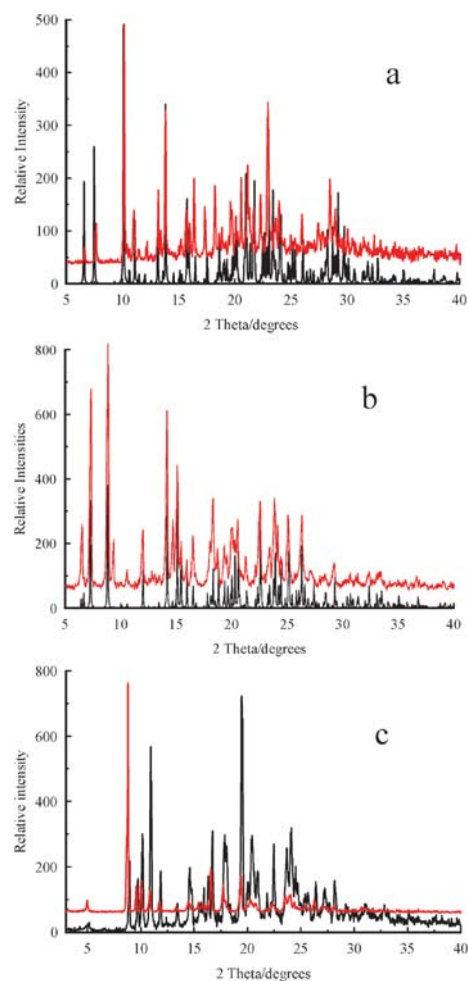 a
500
400
300
200
100
0
Relative Intensity
5 10 15 20 25 30 35 40
2 Theta/degrees
b
800
600
400
200
0
Relative Intensitics
5 10 15 20 25 30 35 40
2 Theta/degrees
c
800
600
400
200
0
Relative intensity
5 10 15 20 25 30 35 40
2 Theta/degrees